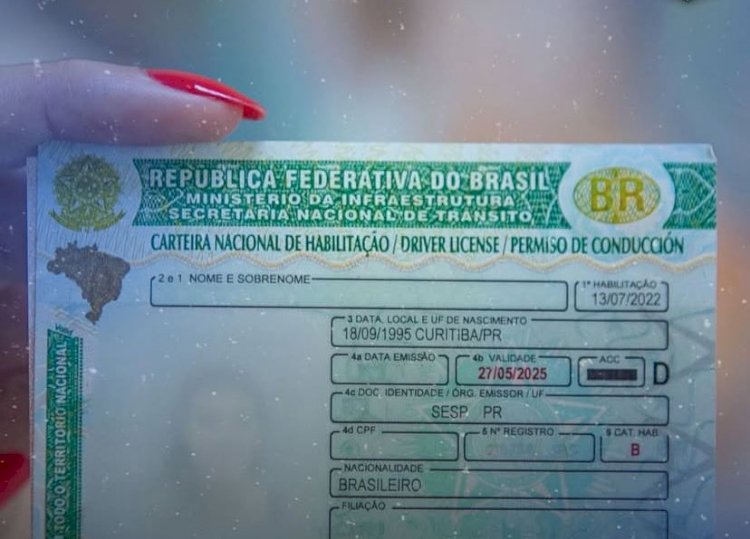 REPÚBLICA FEDERATIVA DO BRASIL
MINISTÉRIO DA INFRAESTRUTURA
SECRETARIA NACIONAL DE TRÂNSITO
BR
CARTEIRA NACIONAL DE HABILITAÇÃO / DRIVER LICENSE / PERMISO DE CONDUCCIÓN
2 e 1 NOME E SOBRENOME
1ª HABILITAÇÃO
13/07/2022
3 DATA, LOCAL E UF DE NASCIMENTO
18/09/1995 CURITIBA/PR
4a DATA EMISSÃO
4b VALIDADE
27/05/2025
ACC
D
4c DOC. IDENTIDADE / ÓRG. EMISSOR / UF
SESP PR
4d CPF
5 Nº REGISTRO
9 CAT. HAB.
B
NACIONALIDADE
BRASILEIRO
FILIAÇÃO
TODO O TERRITÓRIO NACIONAL